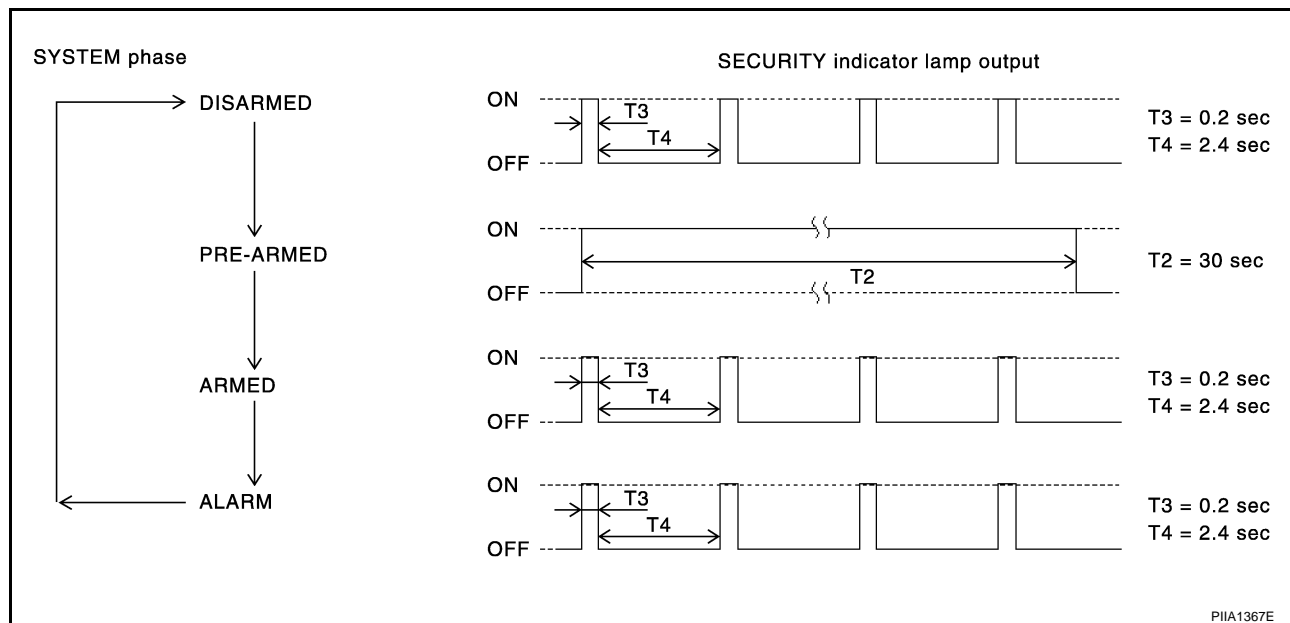 SYSTEM phase
SECURITY indicator lamp output
DISARMED
ON
OFF
T3
T4
T3 = 0.2 sec
T4 = 2.4 sec
PRE-ARMED
ON
OFF
T2
T2 = 30 sec
ARMED
ON
OFF
T3
T4
T3 = 0.2 sec
T4 = 2.4 sec
ALARM
ON
OFF
T3
T4
T3 = 0.2 sec
T4 = 2.4 sec
PIIA1367E